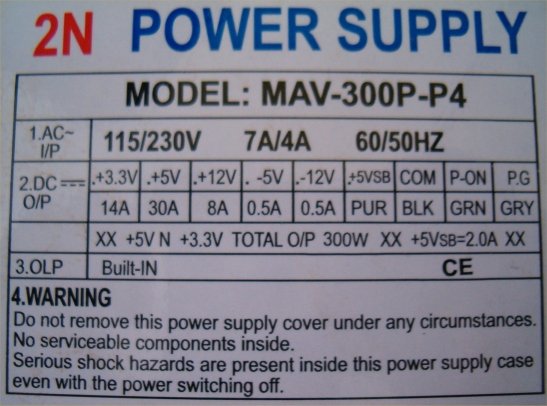 2N POWER SUPPLY
MODEL: MAV-300P-P4
1.AC~ I/P 115/230V 7A/4A 60/50HZ
2.DC O/P .+3.3V .+5V .+12V . -5V .-12V .+5VSB COM P-ON P.G
14A 30A 8A 0.5A 0.5A PUR BLK GRN GRY
XX +5V N +3.3V TOTAL O/P 300W XX +5VSB=2.0A XX
3.OLP Built-IN CE
4.WARNING
Do not remove this power supply cover under any circumstances.
No serviceable components inside.
Serious shock hazards are present inside this power supply case
even with the power switching off.